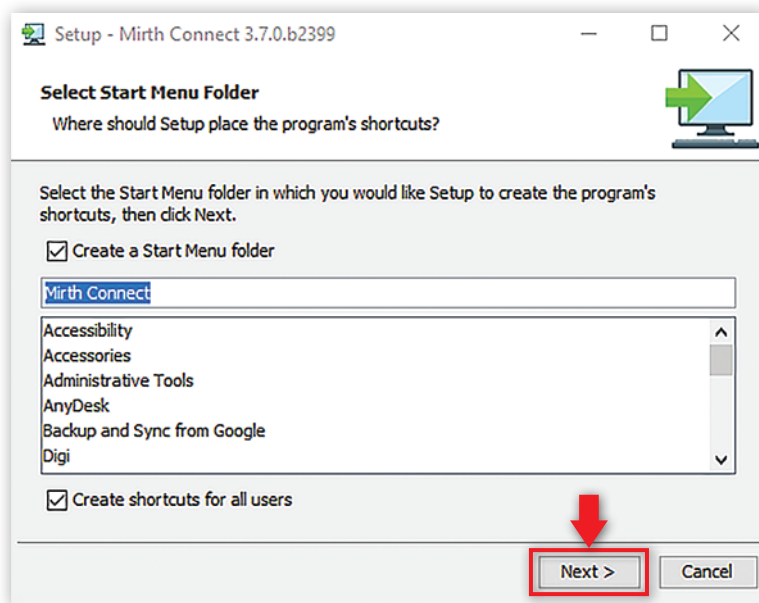 Setup - Mirth Connect 3.7.0.b2399
Select Start Menu Folder
Where should Setup place the program's shortcuts?
Select the Start Menu folder in which you would like Setup to create the program's
shortcuts, then click Next.
Create a Start Menu folder
Mirth Connect
Accessibility
Accessories
Administrative Tools
AnyDesk
Backup and Sync from Google
Digi
Create shortcuts for all users
Next >
Cancel